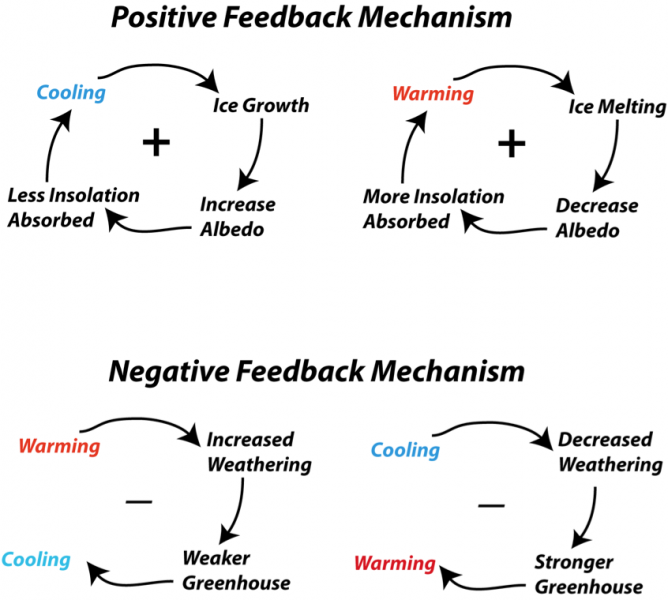 Positive Feedback Mechanism
Cooling
Ice Growth
+
Less Insolation
Absorbed
Increase
Albedo
Warming
Ice Melting
+
More Insolation
Absorbed
Decrease
Albedo
Negative Feedback Mechanism
Warming
Increased
Weathering
–
Cooling
Weaker
Greenhouse
Cooling
Decreased
Weathering
–
Warming
Stronger
Greenhouse